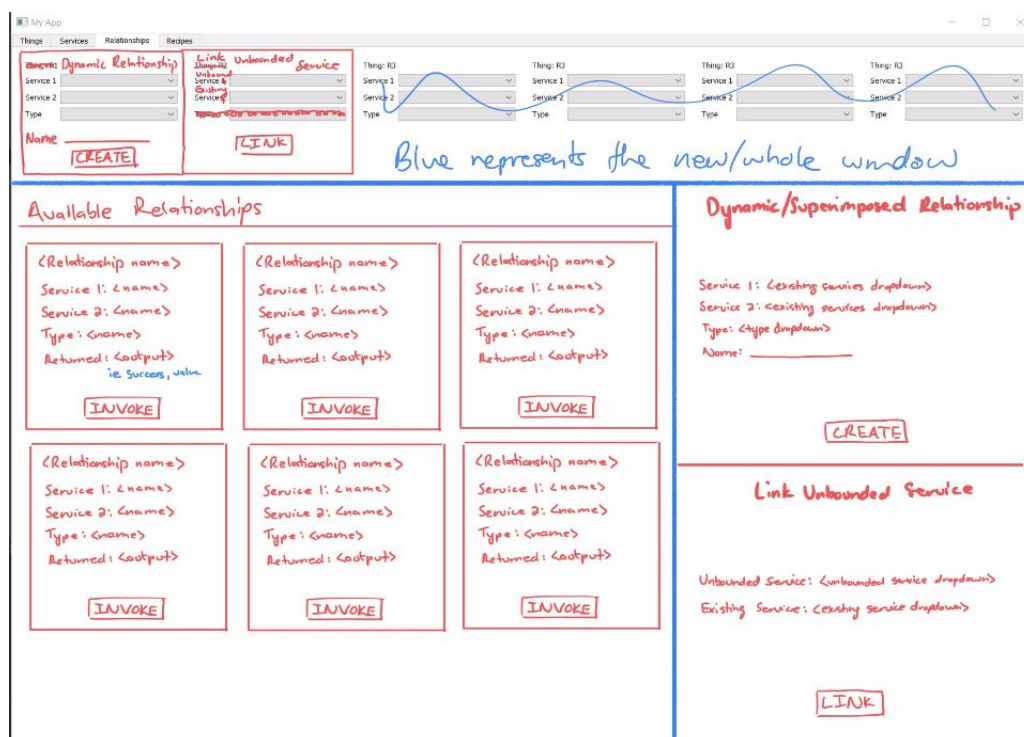 My App
Things Services Relationships Recipes
Dynamic Relationship
Service 1
Service 2
Type
Name
CREATE
Link Unbounded Service
Unbound
Existing
LINK
Thing: R3
Service 1
Service 2
Type
Thing: R3
Service 1
Service 2
Type
Thing: R3
Service 1
Service 2
Type
Thing: R3
Service 1
Service 2
Type
Blue represents the new/whole window
Available Relationships
<Relationship name>
Service 1: <name>
Service 2: <name>
Type: <name>
Returned: <output>
ie Success, value
INVOKE
<Relationship name>
Service 1: <name>
Service 2: <name>
Type: <name>
Returned: <output>
INVOKE
<Relationship name>
Service 1: <name>
Service 2: <name>
Type: <name>
Returned: <output>
INVOKE
<Relationship name>
Service 1: <name>
Service 2: <name>
Type: <name>
Returned: <output>
INVOKE
<Relationship name>
Service 1: <name>
Service 2: <name>
Type: <name>
Returned: <output>
INVOKE
<Relationship name>
Service 1: <name>
Service 2: <name>
Type: <name>
Returned: <output>
INVOKE
Dynamic/Superimposed Relationship
Service 1: <existing services dropdown>
Service 2: <existing services dropdown>
Type: <type dropdown>
Name:
CREATE
Link Unbounded Service
Unbounded Service: <unbounded service dropdown>
Existing Service: <existing service dropdown>
LINK